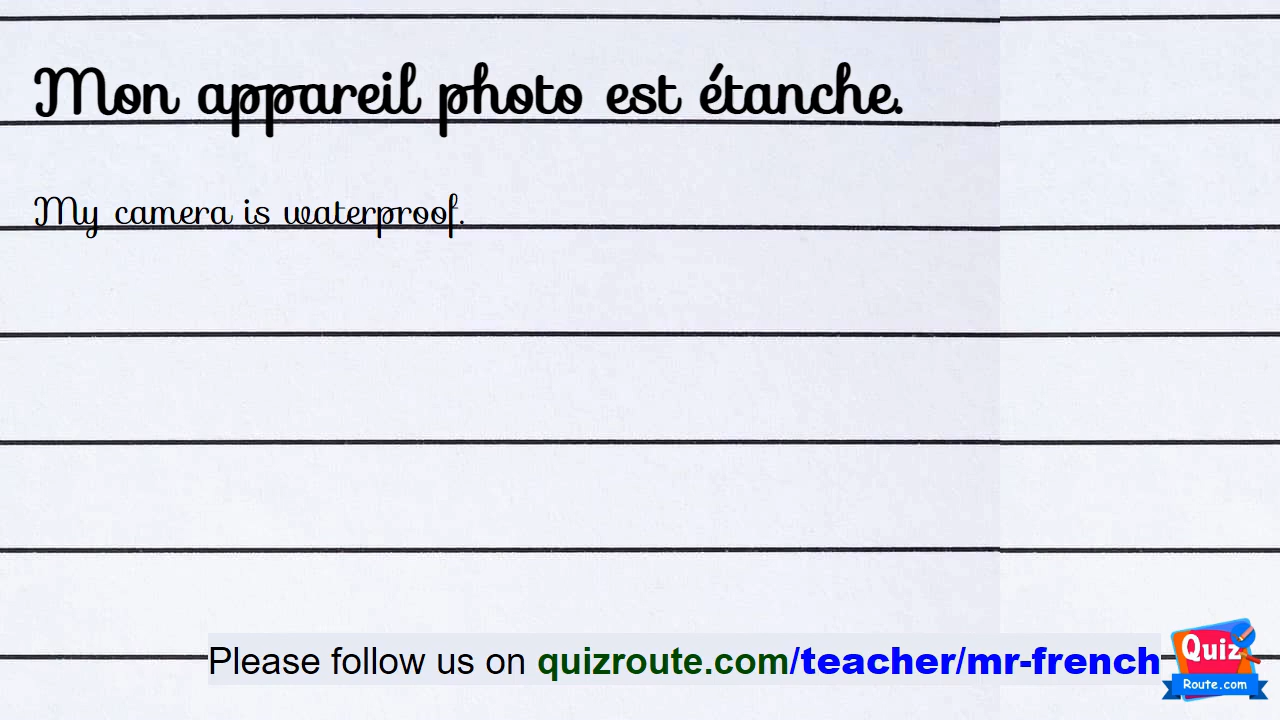 Mon appareil photo est étanche.
My camera is waterproof.
Please follow us on quizroute.com/teacher/mr-french
Quiz
Route.com